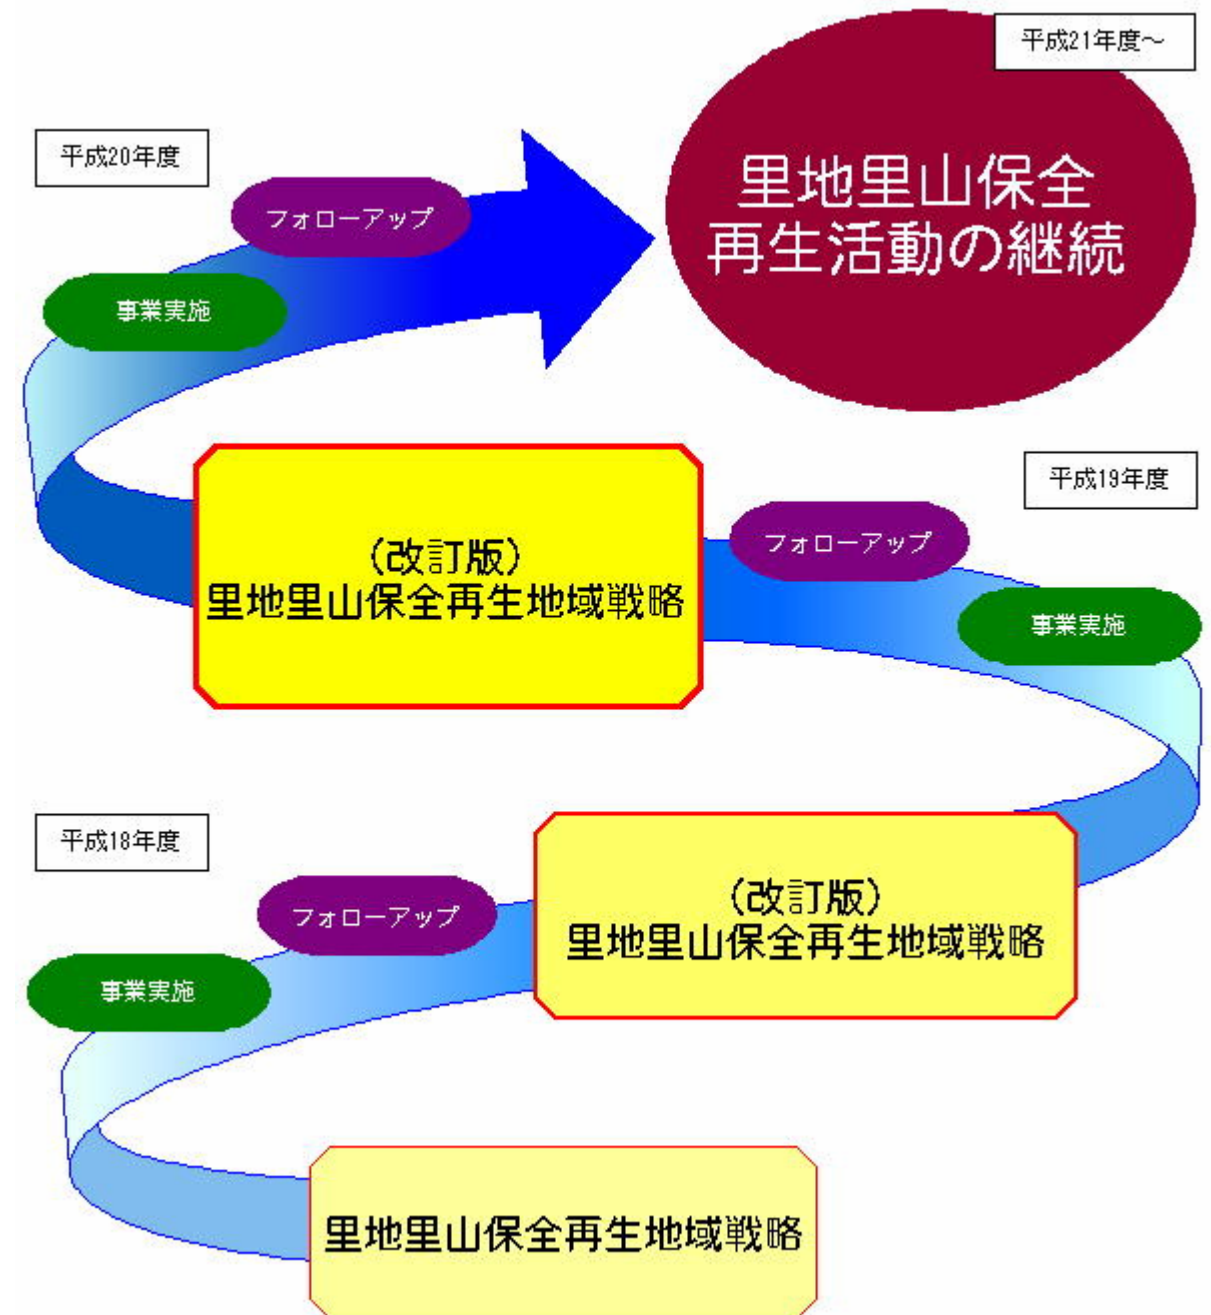 平成21年度～
里地里山保全
再生活動の継続
平成20年度
フォローアップ
事業実施
平成19年度
（改訂版）
里地里山保全再生地域戦略
フォローアップ
事業実施
平成18年度
（改訂版）
里地里山保全再生地域戦略
フォローアップ
事業実施
里地里山保全再生地域戦略